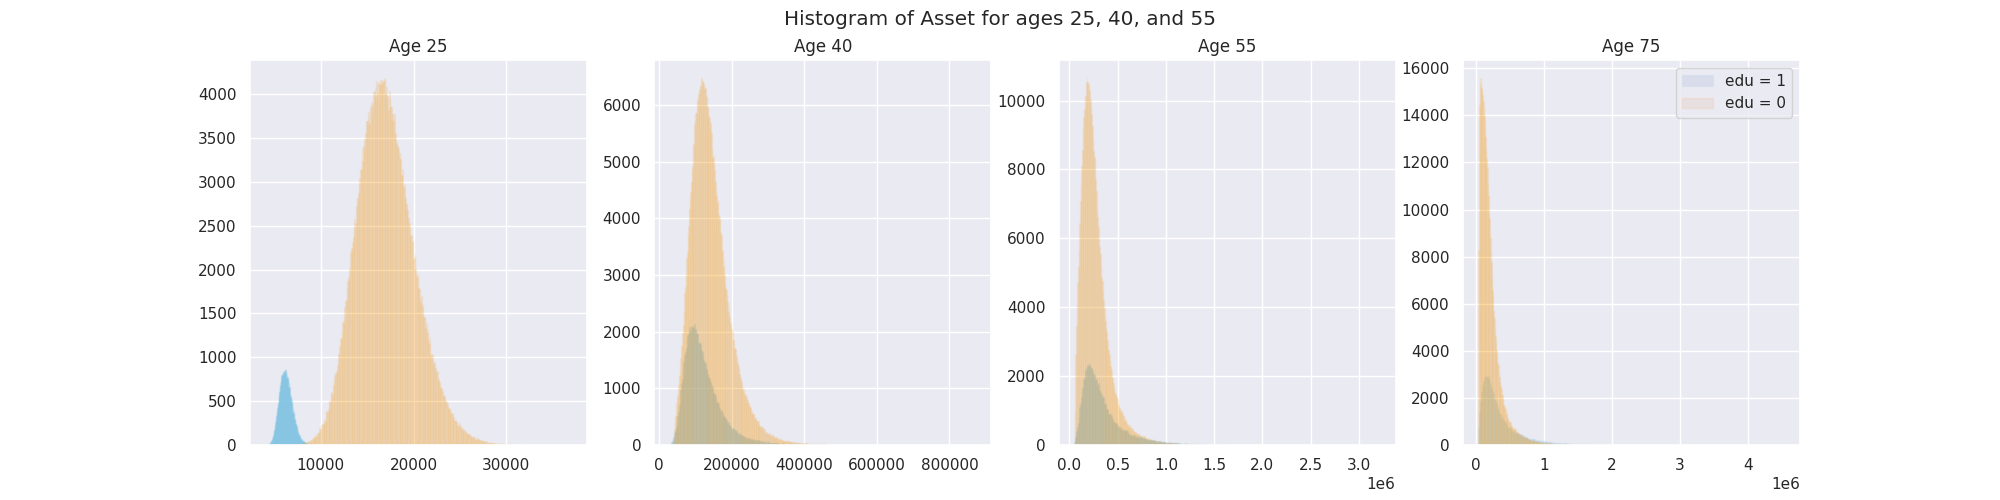 Histogram of Asset for ages 25, 40, and 55
Age 25
4000
3500
3000
2500
2000
1500
1000
500
0
10000 20000 30000
Age 40
6000
5000
4000
3000
2000
1000
0
0 200000 400000 600000 800000
Age 55
10000
8000
6000
4000
2000
0
0.0 0.5 1.0 1.5 2.0 2.5 3.0
1e6
Age 75
16000
14000
12000
10000
8000
6000
4000
2000
0
0 1 2 3 4
1e6
edu = 1
edu = 0